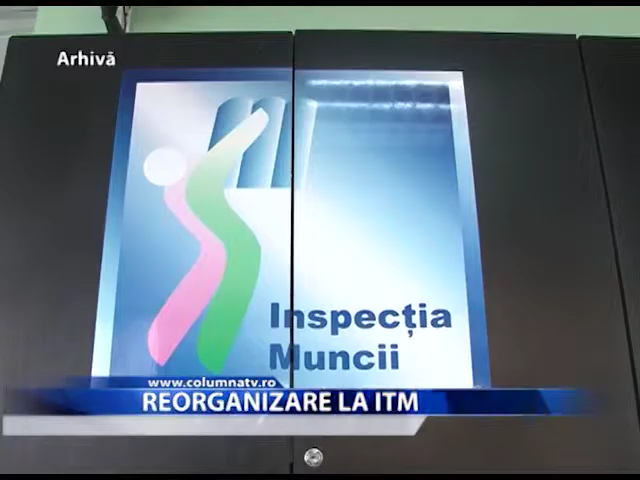 Arhivă
Inspecția
Muncii
www.columnatv.ro
REORGANIZARE LA ITM